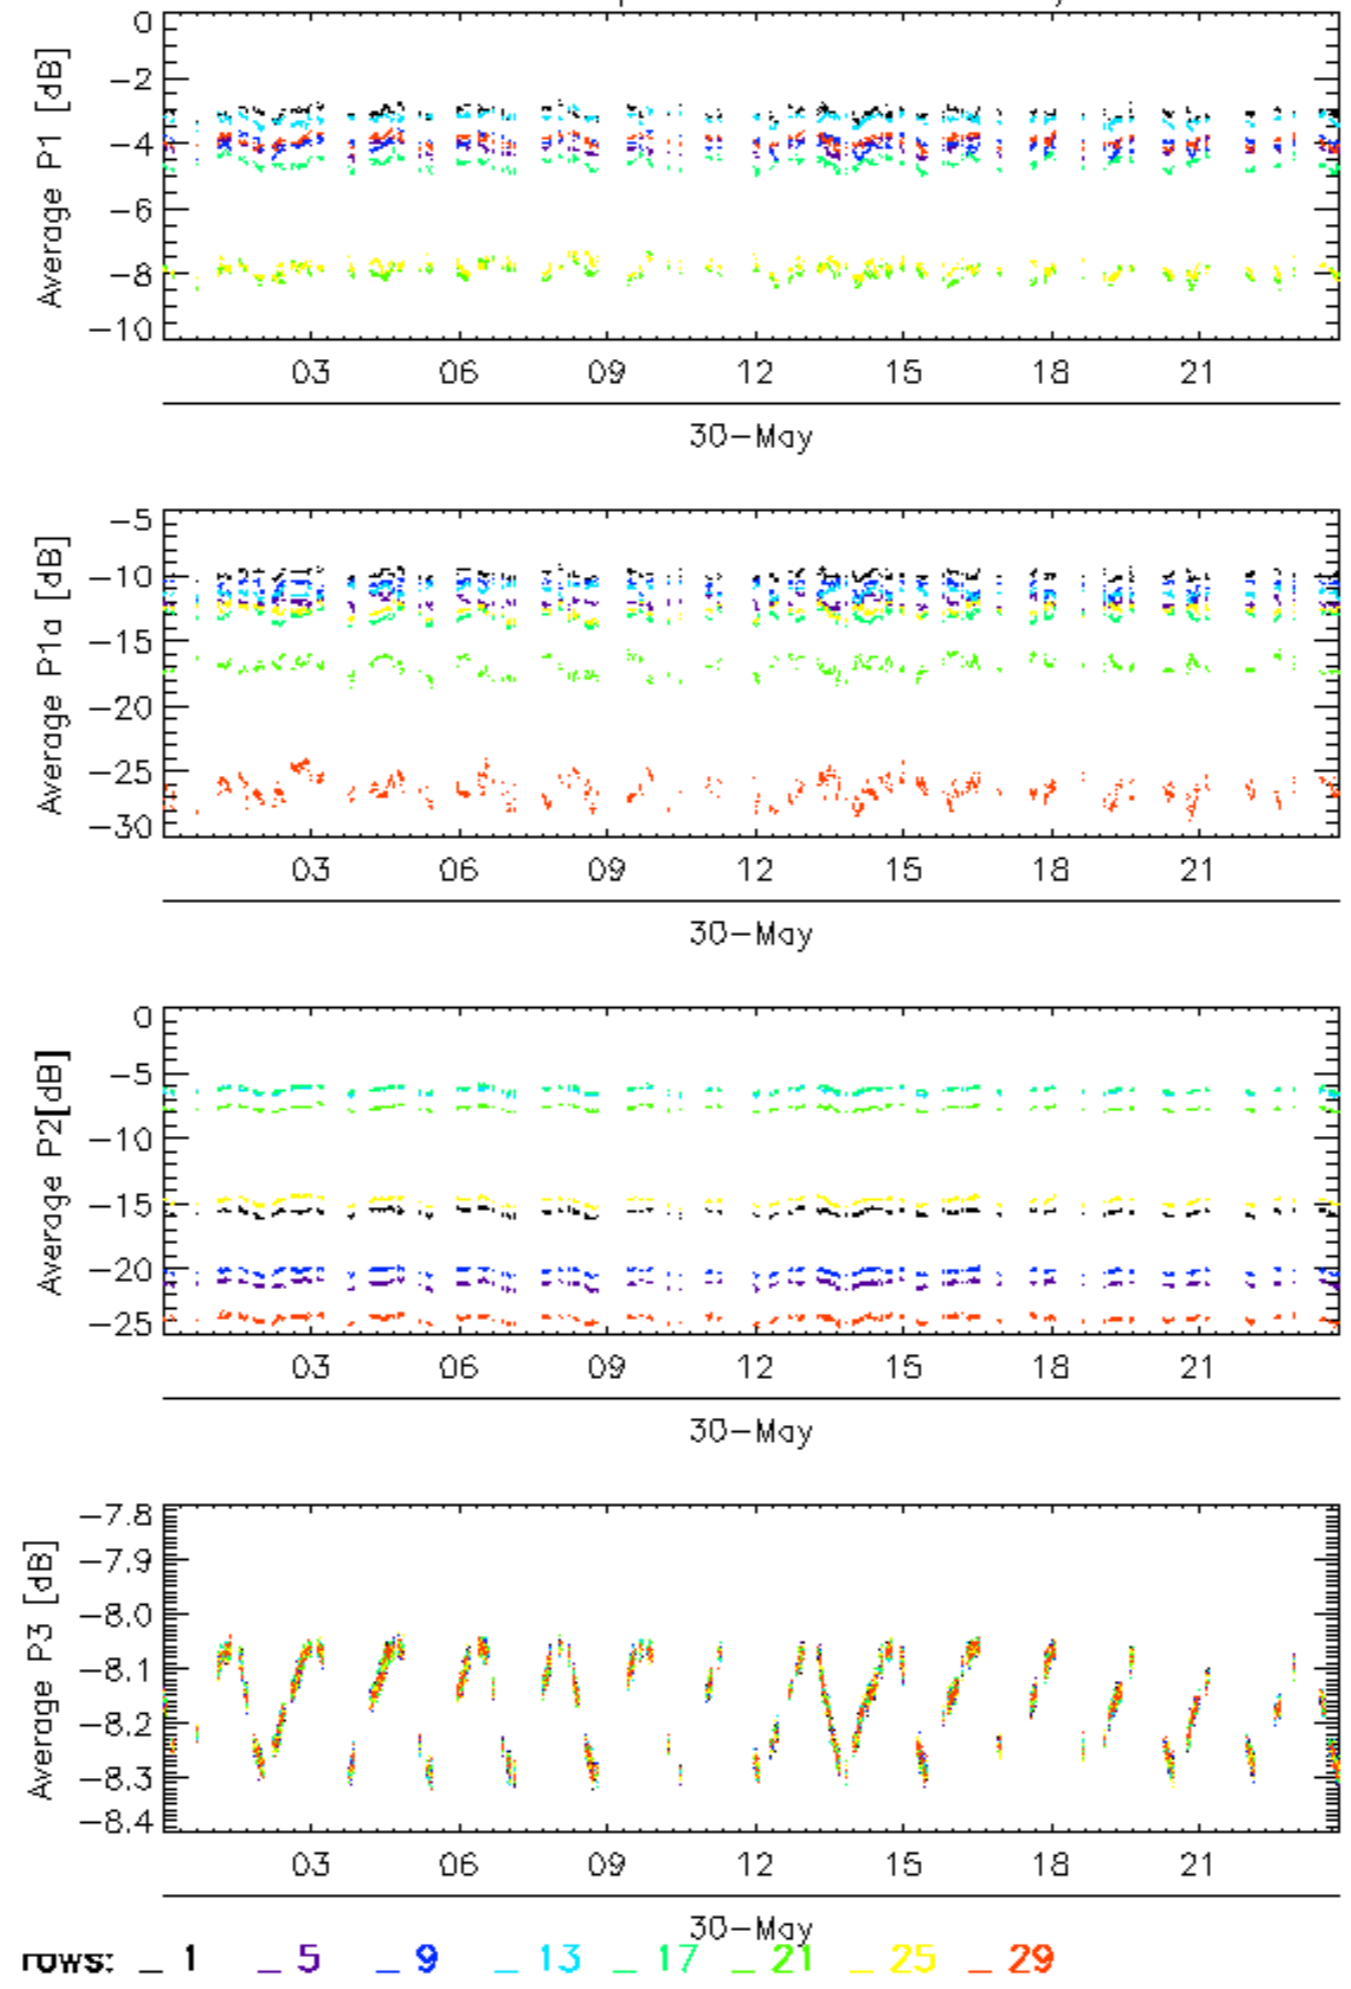 0
−2
−4
−6
−8
−10
Average P1 [dB]
03 06 09 12 15 18 21
30−May
−5
−10
−15
−20
−25
−30
Average P1a [dB]
03 06 09 12 15 18 21
30−May
0
−5
−10
−15
−20
−25
Average P2[dB]
03 06 09 12 15 18 21
30−May
−7.8
−7.9
−8.0
−8.1
−8.2
−8.3
−8.4
Average P3 [dB]
03 06 09 12 15 18 21
30−May
rows: _ 1 _ 5 _ 9 _ 13 _ 17 _ 21 _ 25 _ 29